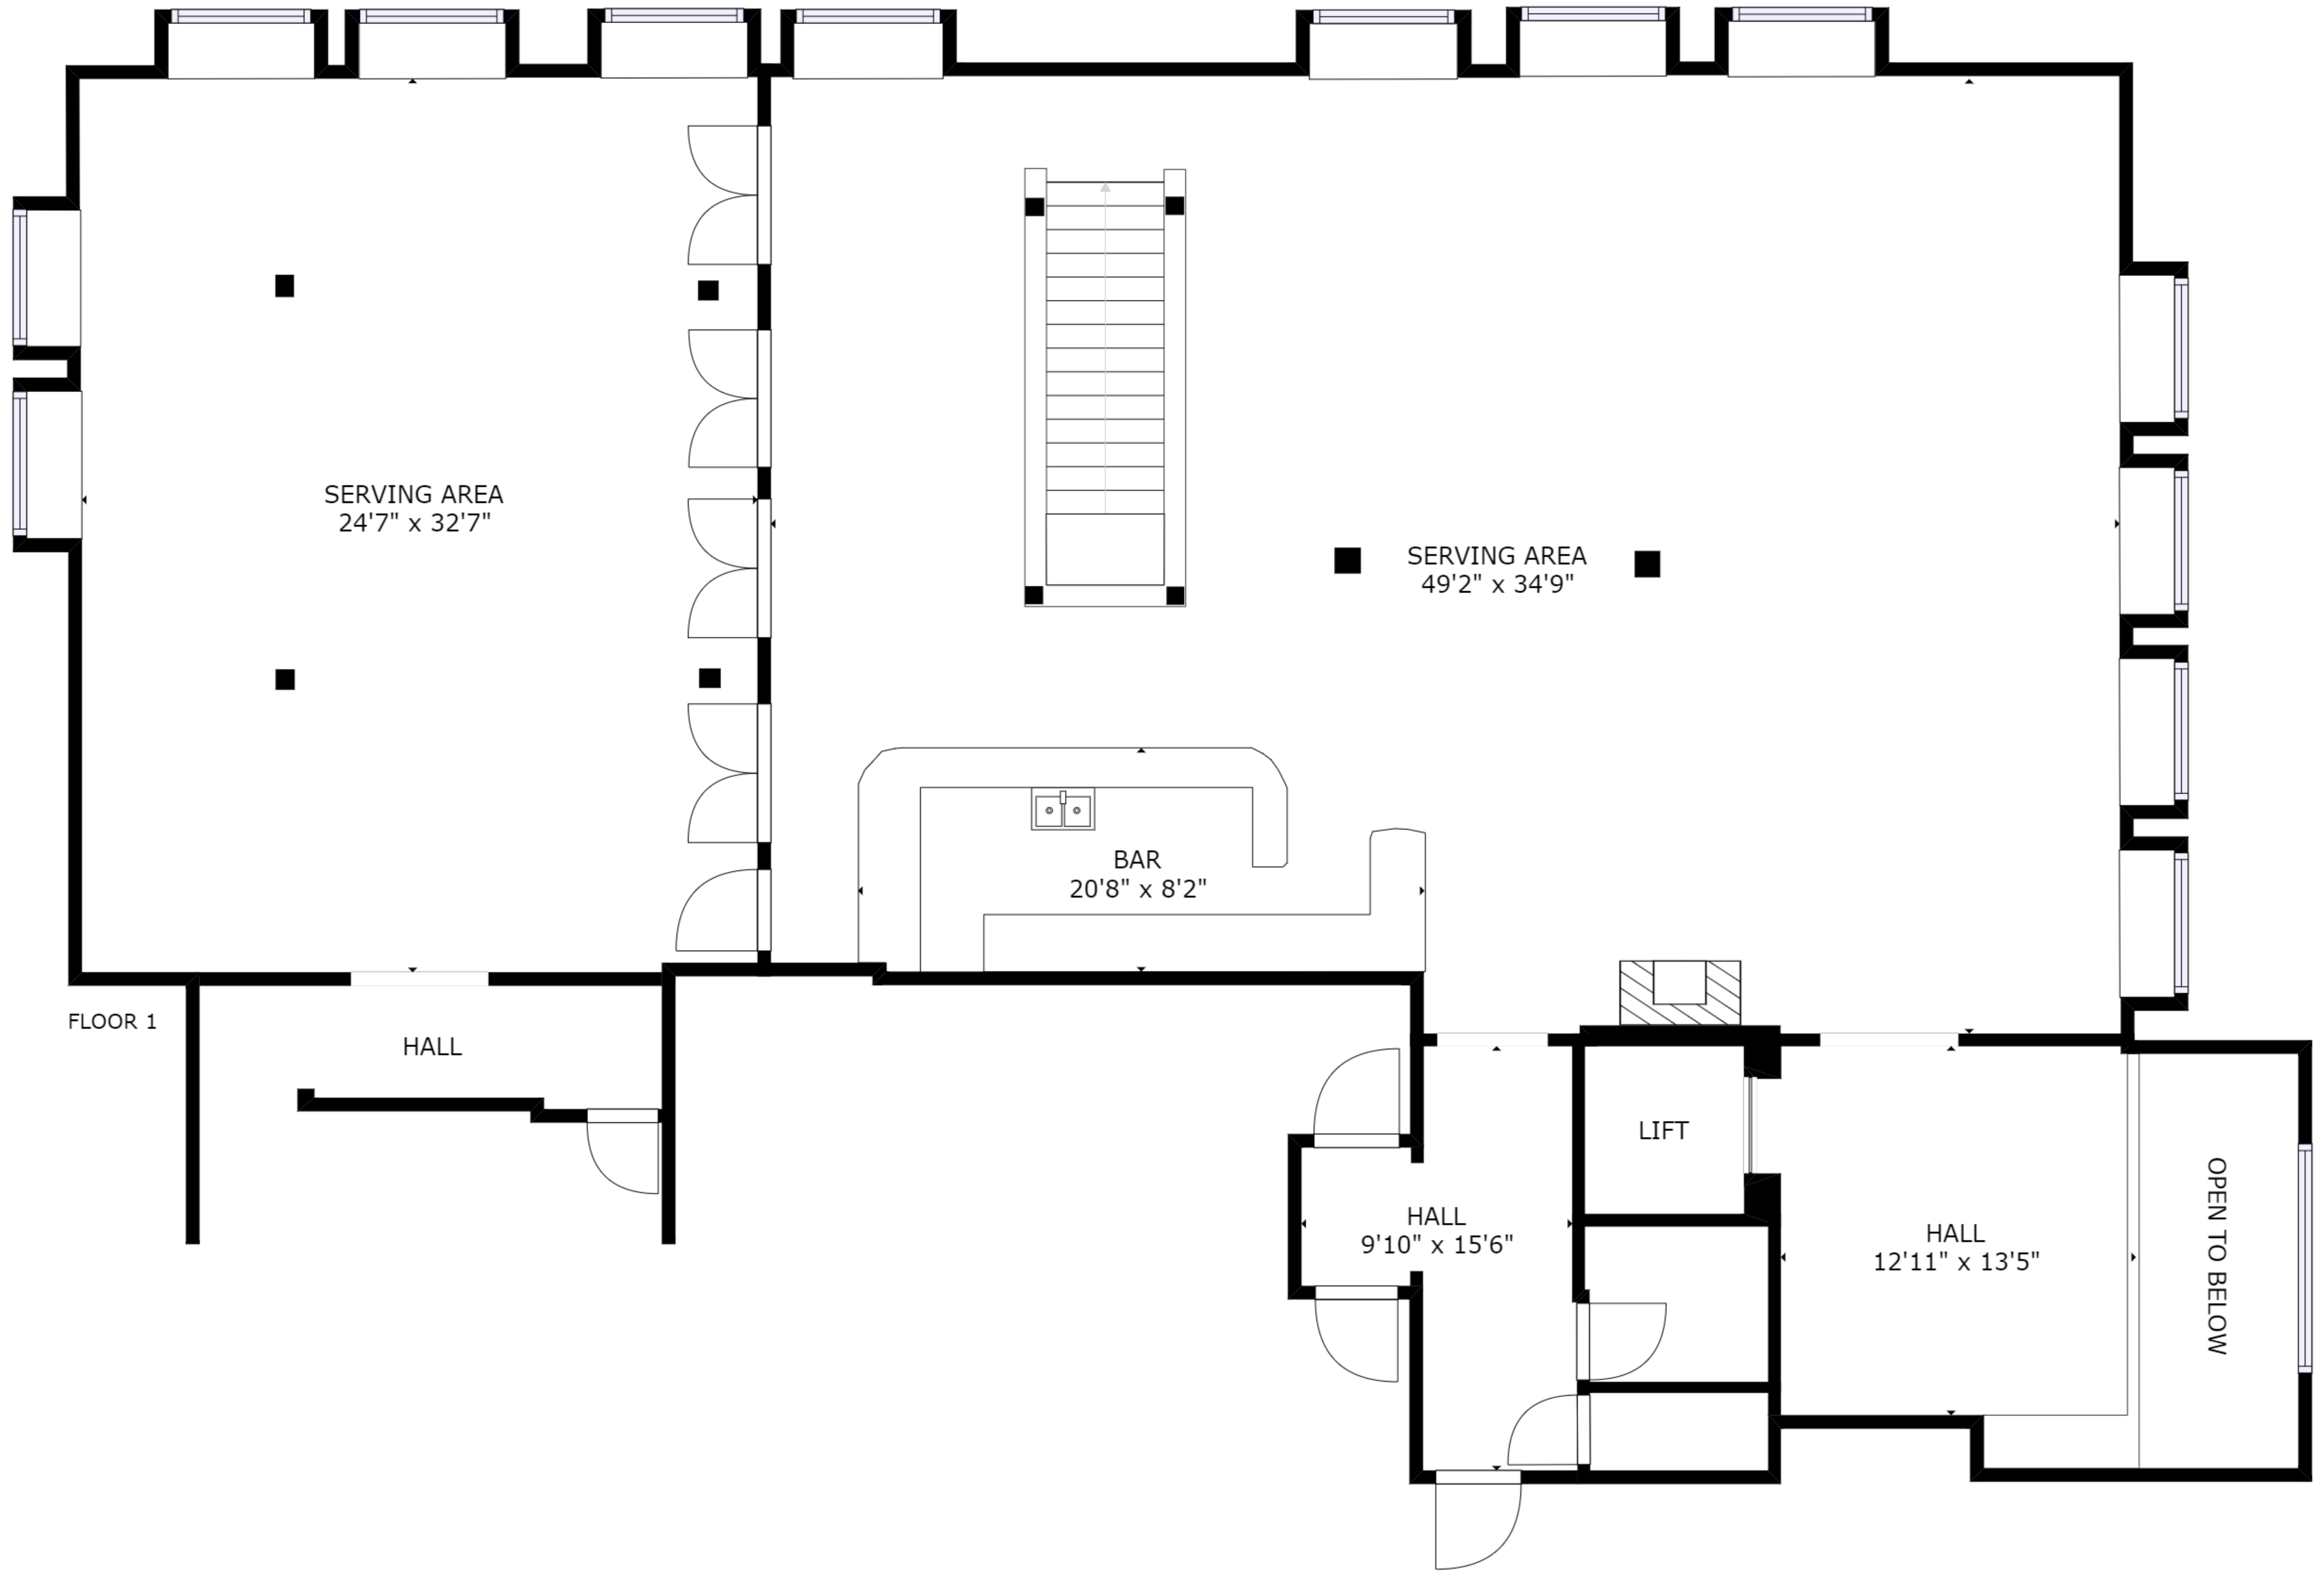 SERVING AREA
24'7" x 32'7"
SERVING AREA
49'2" x 34'9"
BAR
20'8" x 8'2"
FLOOR 1
HALL
LIFT
HALL
9'10" x 15'6"
HALL
12'11" x 13'5"
OPEN TO BELOW